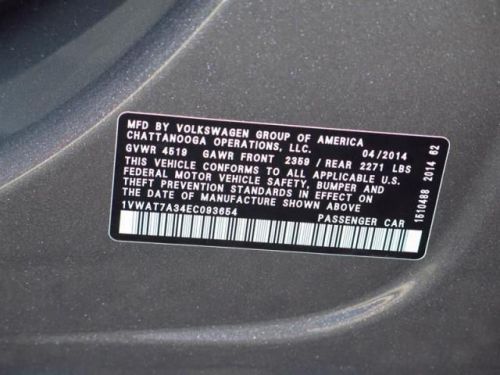 MFD BY VOLKSWAGEN GROUP OF AMERICA
CHATTANOOGA OPERATIONS, LLC. 04/2014
GVWR 4519 GAWR FRONT 2359 / REAR 2271 LBS
THIS VEHICLE CONFORMS TO ALL APPLICABLE U.S.
FEDERAL MOTOR VEHICLE SAFETY, BUMPER AND
THEFT PREVENTION STANDARDS IN EFFECT ON
DATE OF MANUFACTURE SHOWN ABOVE
1VWAT7A34EC093654 PASSENGER CAR
1510488 2014 62